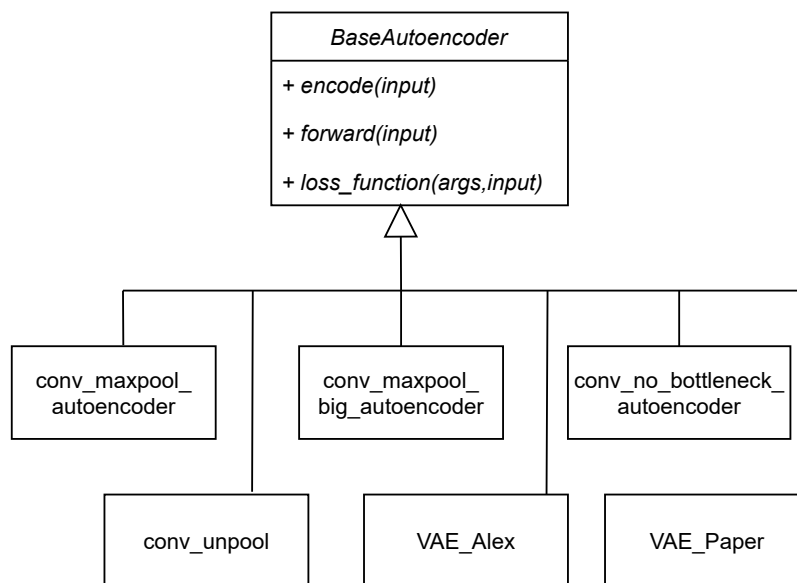 BaseAutoencoder
+ encode(input)
+ forward(input)
+ loss_function(args,input)
conv_maxpool_
autoencoder
conv_maxpool_
big_autoencoder
conv_no_bottleneck_
autoencoder
conv_unpool
VAE_Alex
VAE_Paper